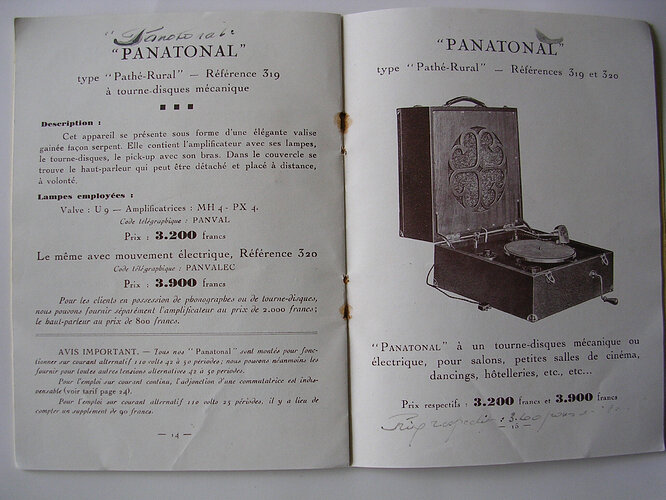 "PANATONAL"
type "Pathé-Rural" — Référence 319
à tourne-disques mécanique
Description :
Cet appareil se présente sous forme d'une élégante valise
gainée façon serpent. Elle contient l'amplificateur avec ses lampes,
le tourne-disques, le pick-up avec son bras. Dans le couvercle se
trouve le haut-parleur qui peut être détaché et placé à distance,
à volonté.
Lampes employées :
Valve : U 9 — Amplificatrices : MH 4 - PX 4.
Code télégraphique : PANVAL
Prix : 3.200 francs
Le même avec mouvement électrique, Référence 320
Code télégraphique : PANVALEC
Prix : 3.900 francs
Pour les clients en possession de phonographes ou de tourne-disques,
nous pouvons fournir séparément l'amplificateur au prix de 2.000 francs ;
le haut-parleur au prix de 800 francs.
AVIS IMPORTANT. — Tous nos "Panatonal" sont montés pour fonc-
tionner sur courant alternatif 110 volts 42 à 50 périodes ; nous pouvons néanmoins les
fournir pour toutes autres tensions alternatives 42 à 50 périodes.
Pour l'emploi sur courant continu, l'adjonction d'une commutatrice est indis-
pensable (voir tarif page 24).
Pour l'emploi sur courant alternatif 110 volts 25 périodes, il y a lieu de
compter un supplément de 90 francs.
— 14 —
"PANATONAL"
type "Pathé-Rural" — Références 319 et 320
"PANATONAL" à un tourne-disques mécanique ou
électrique, pour salons, petites salles de cinéma,
dancings, hôtelleries, etc., etc...
Prix respectifs : 3.200 francs et 3.900 francs
Prix respectifs : 3.200
— 15 —